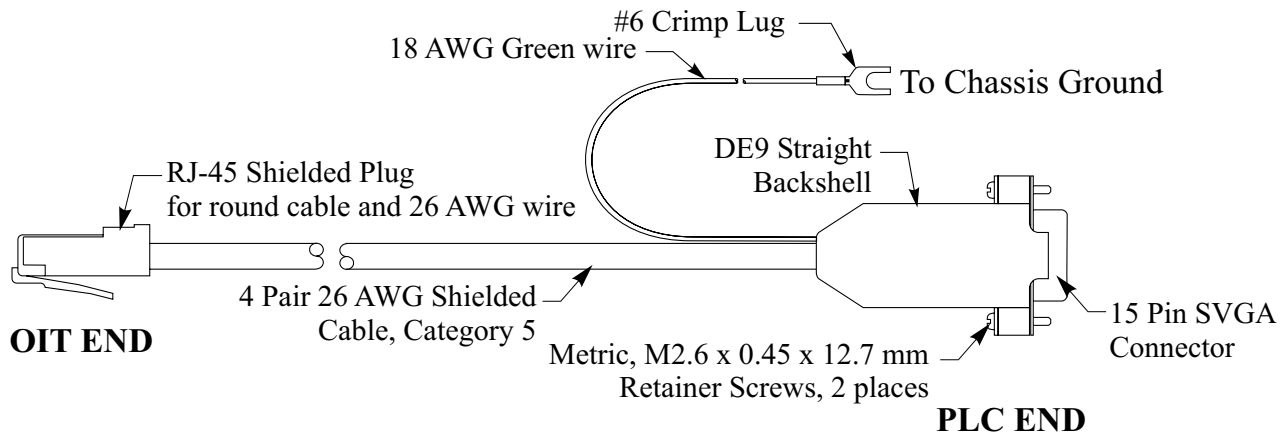 #6 Crimp Lug
18 AWG Green wire
To Chassis Ground
DE9 Straight
Backshell
RJ-45 Shielded Plug
for round cable and 26 AWG wire
4 Pair 26 AWG Shielded
Cable, Category 5
OIT END
15 Pin SVGA
Connector
Metric, M2.6 x 0.45 x 12.7 mm
Retainer Screws, 2 places
PLC END